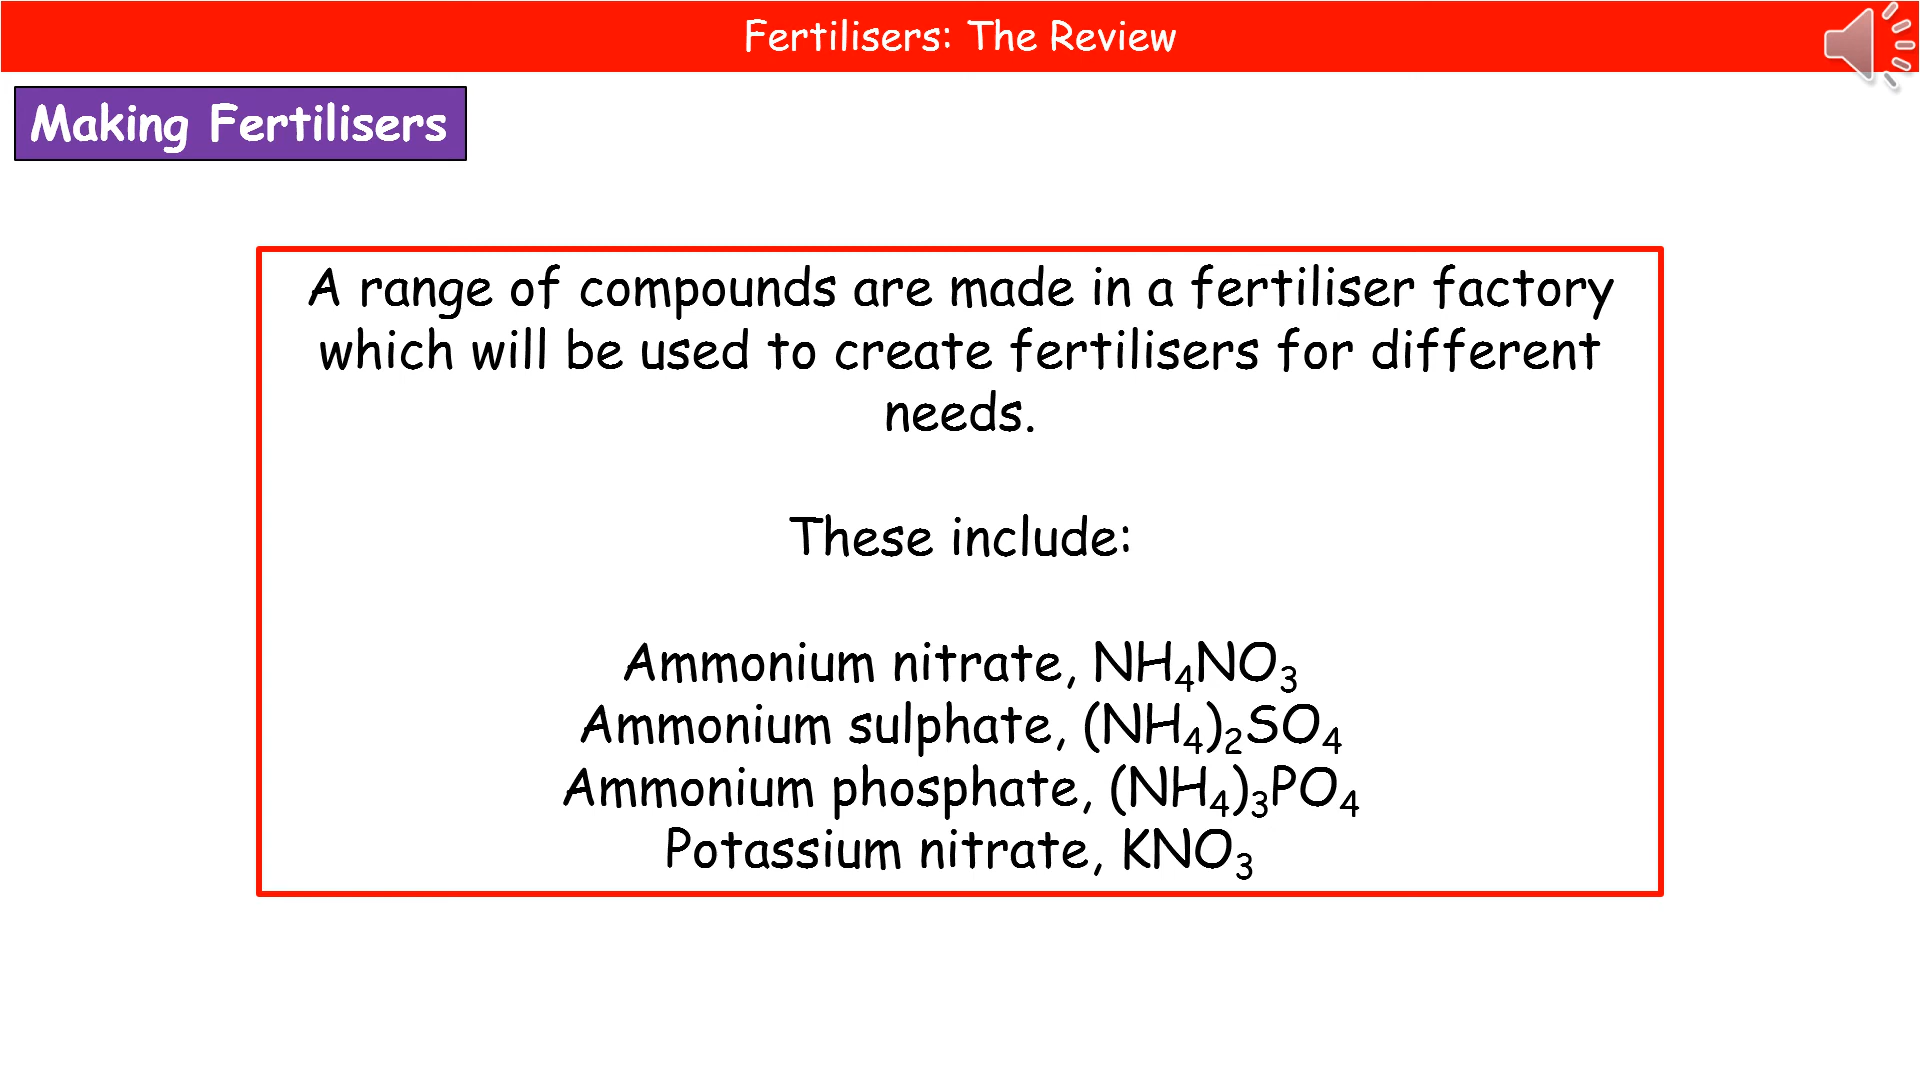 Fertilisers: The Review
Making Fertilisers
A range of compounds are made in a fertiliser factory
which will be used to create fertilisers for different
needs.
These include:
Ammonium nitrate, NH₄NO₃
Ammonium sulphate, (NH₄)₂SO₄
Ammonium phosphate, (NH₄)₃PO₄
Potassium nitrate, KNO₃